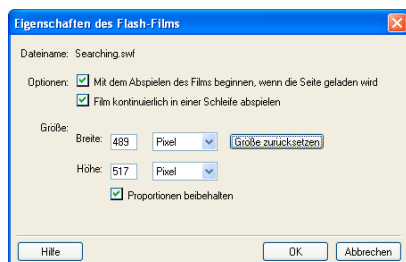 Eigenschaften des Flash-Films
Dateiname: Searching.swf
Optionen: Mit dem Abspielen des Films beginnen, wenn die Seite geladen wird
Film kontinuierlich in einer Schleife abspielen
Größe:
Breite: 489 Pixel Größe zurücksetzen
Höhe: 517 Pixel
Proportionen beibehalten
Hilfe OK Abbrechen